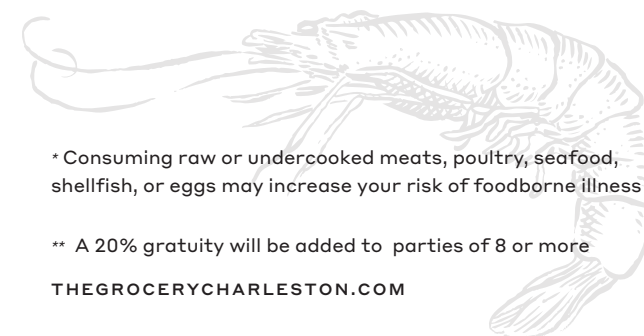 * Consuming raw or undercooked meats, poultry, seafood,
shellfish, or eggs may increase your risk of foodborne illness
** A 20% gratuity will be added to parties of 8 or more
THEGROCERYCHARLESTON.COM